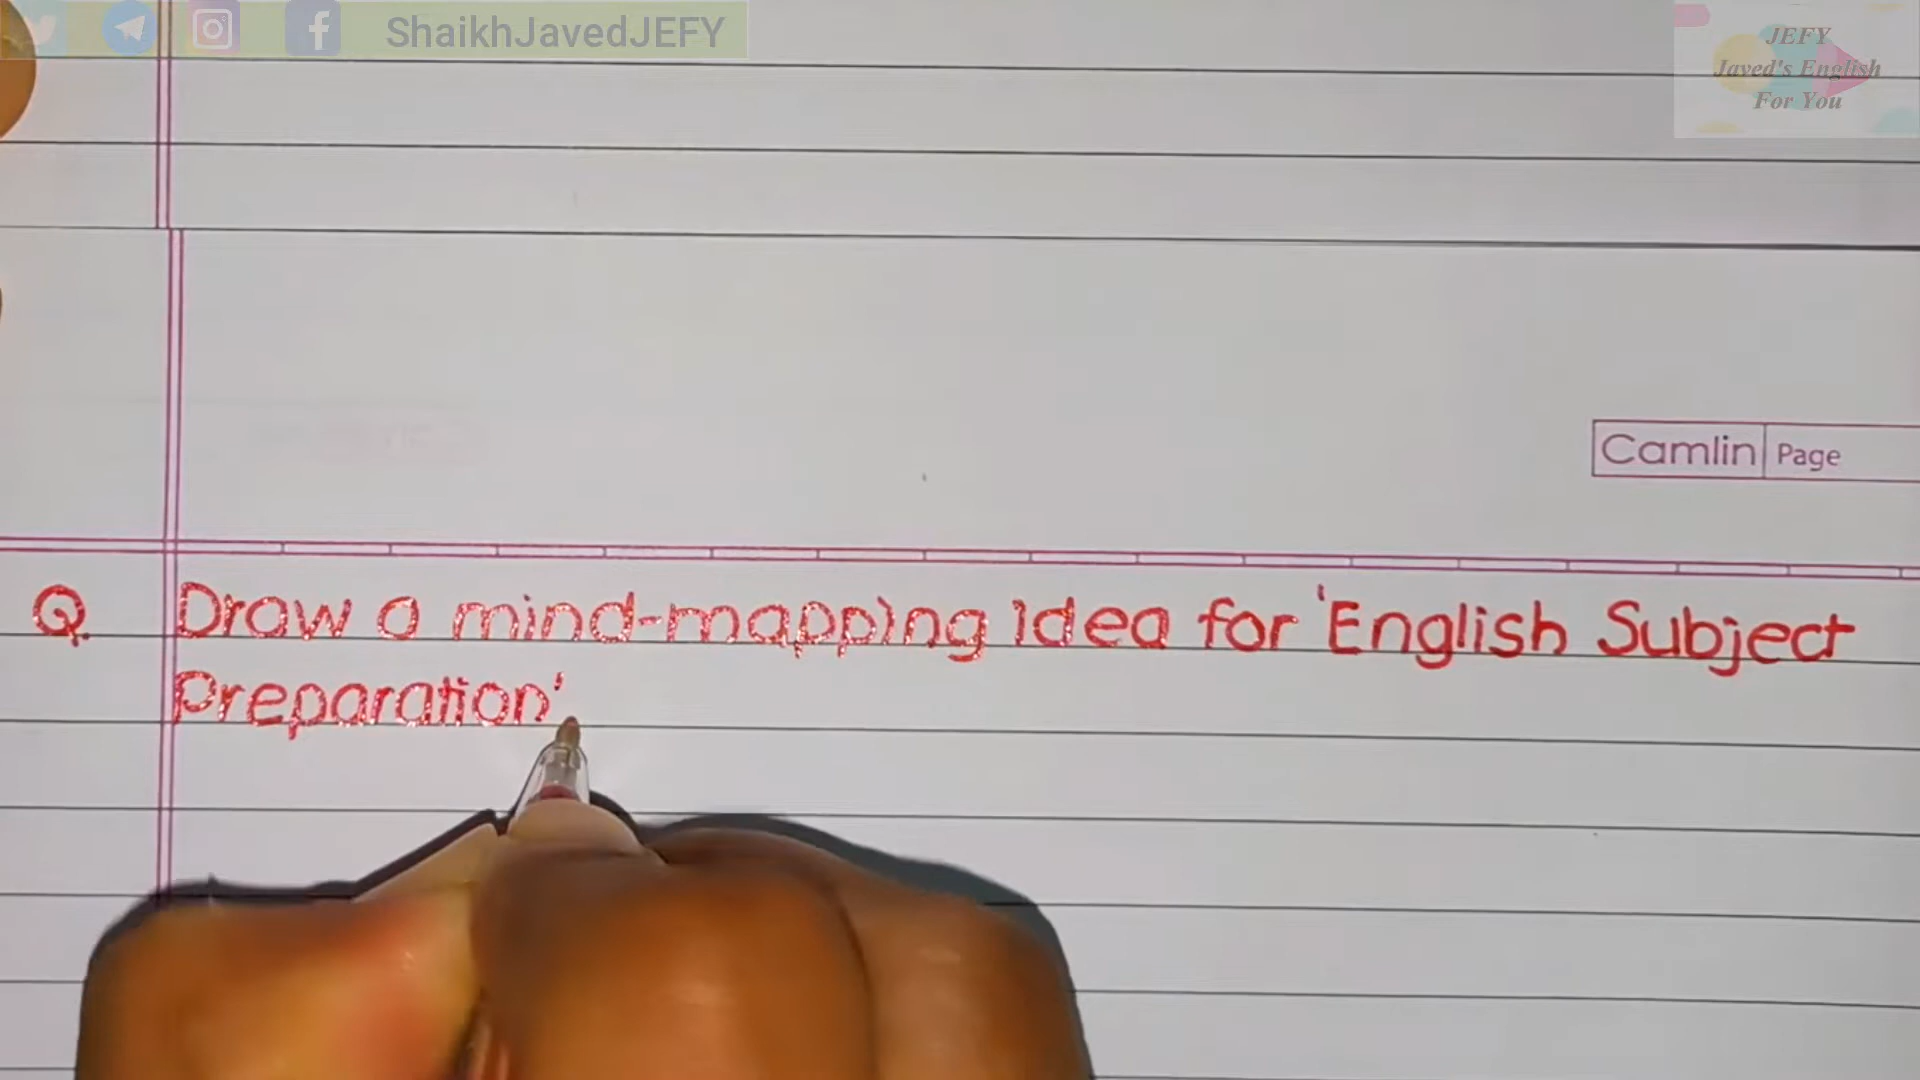 ShaikhJavedJEFY
JEFY
Javed's English
For You
Camlin Page
Q. Draw a mind-mapping idea for 'English Subject
Preparation'.